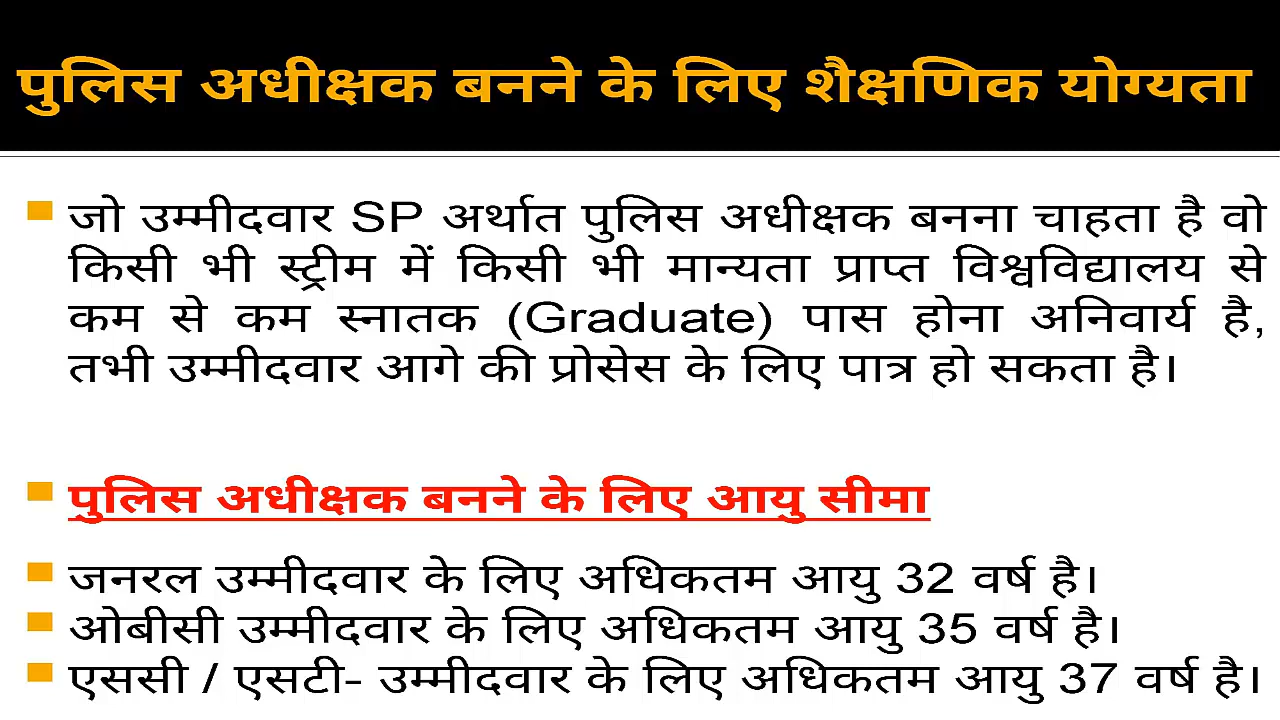 पुलिस अधीक्षक बनने के लिए शैक्षणिक योग्यता
जो उम्मीदवार SP अर्थात पुलिस अधीक्षक बनना चाहता है वो
किसी भी स्ट्रीम में किसी भी मान्यता प्राप्त विश्वविद्यालय से
कम से कम स्नातक (Graduate) पास होना अनिवार्य है,
तभी उम्मीदवार आगे की प्रोसेस के लिए पात्र हो सकता है।
पुलिस अधीक्षक बनने के लिए आयु सीमा
जनरल उम्मीदवार के लिए अधिकतम आयु 32 वर्ष है।
ओबीसी उम्मीदवार के लिए अधिकतम आयु 35 वर्ष है।
एससी / एसटी- उम्मीदवार के लिए अधिकतम आयु 37 वर्ष है।